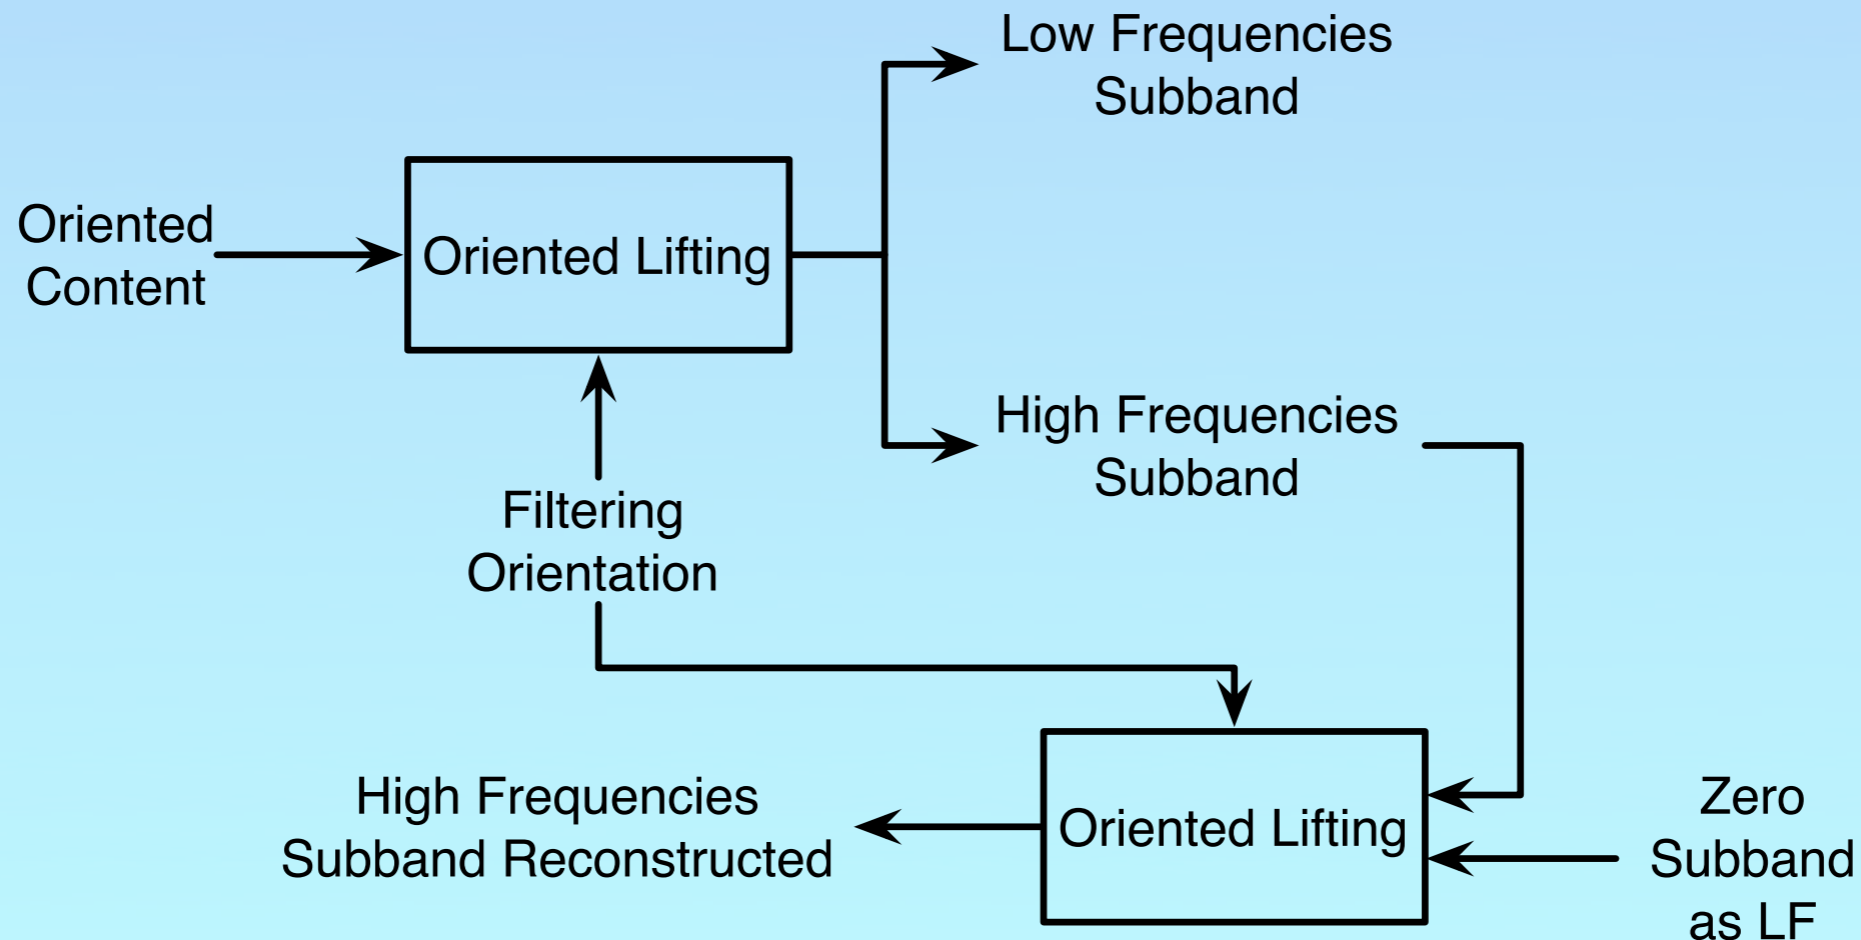 Low Frequencies
Subband
Oriented
Content
Oriented Lifting
High Frequencies
Subband
Filtering
Orientation
High Frequencies
Subband Reconstructed
Oriented Lifting
Zero
Subband
as LF